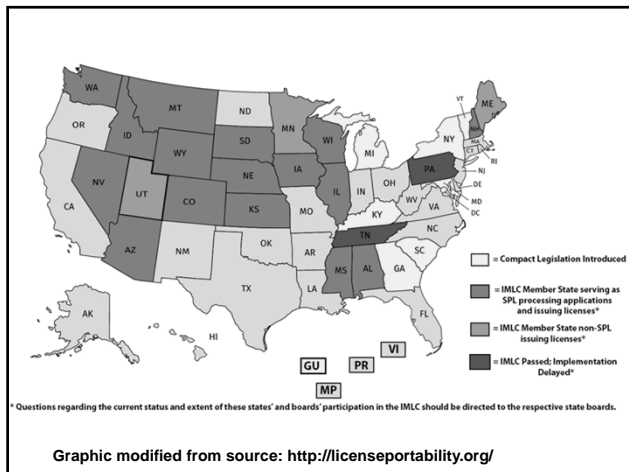 WA
MT
ND
MN
VT
ME
OR
ID
SD
WI
NY
NH
MA
WY
MI
CT
RI
IA
PA
NJ
NE
NV
IL
IN
OH
DE
UT
CO
WV
MD
CA
KS
MO
VA
DC
KY
NC
TN
AZ
NM
OK
AR
SC
MS
AL
GA
TX
LA
AK
HI
FL
VI
GU
PR
MP
= Compact Legislation Introduced
= IMLC Member State serving as
SPL processing applications
and issuing licenses*
= IMLC Member State non-SPL
issuing licenses*
= IMLC Passed; Implementation
Delayed*
* Questions regarding the current status and extent of these states' and boards' participation in the IMLC should be directed to the respective state boards.
Graphic modified from source: http://licenseportability.org/